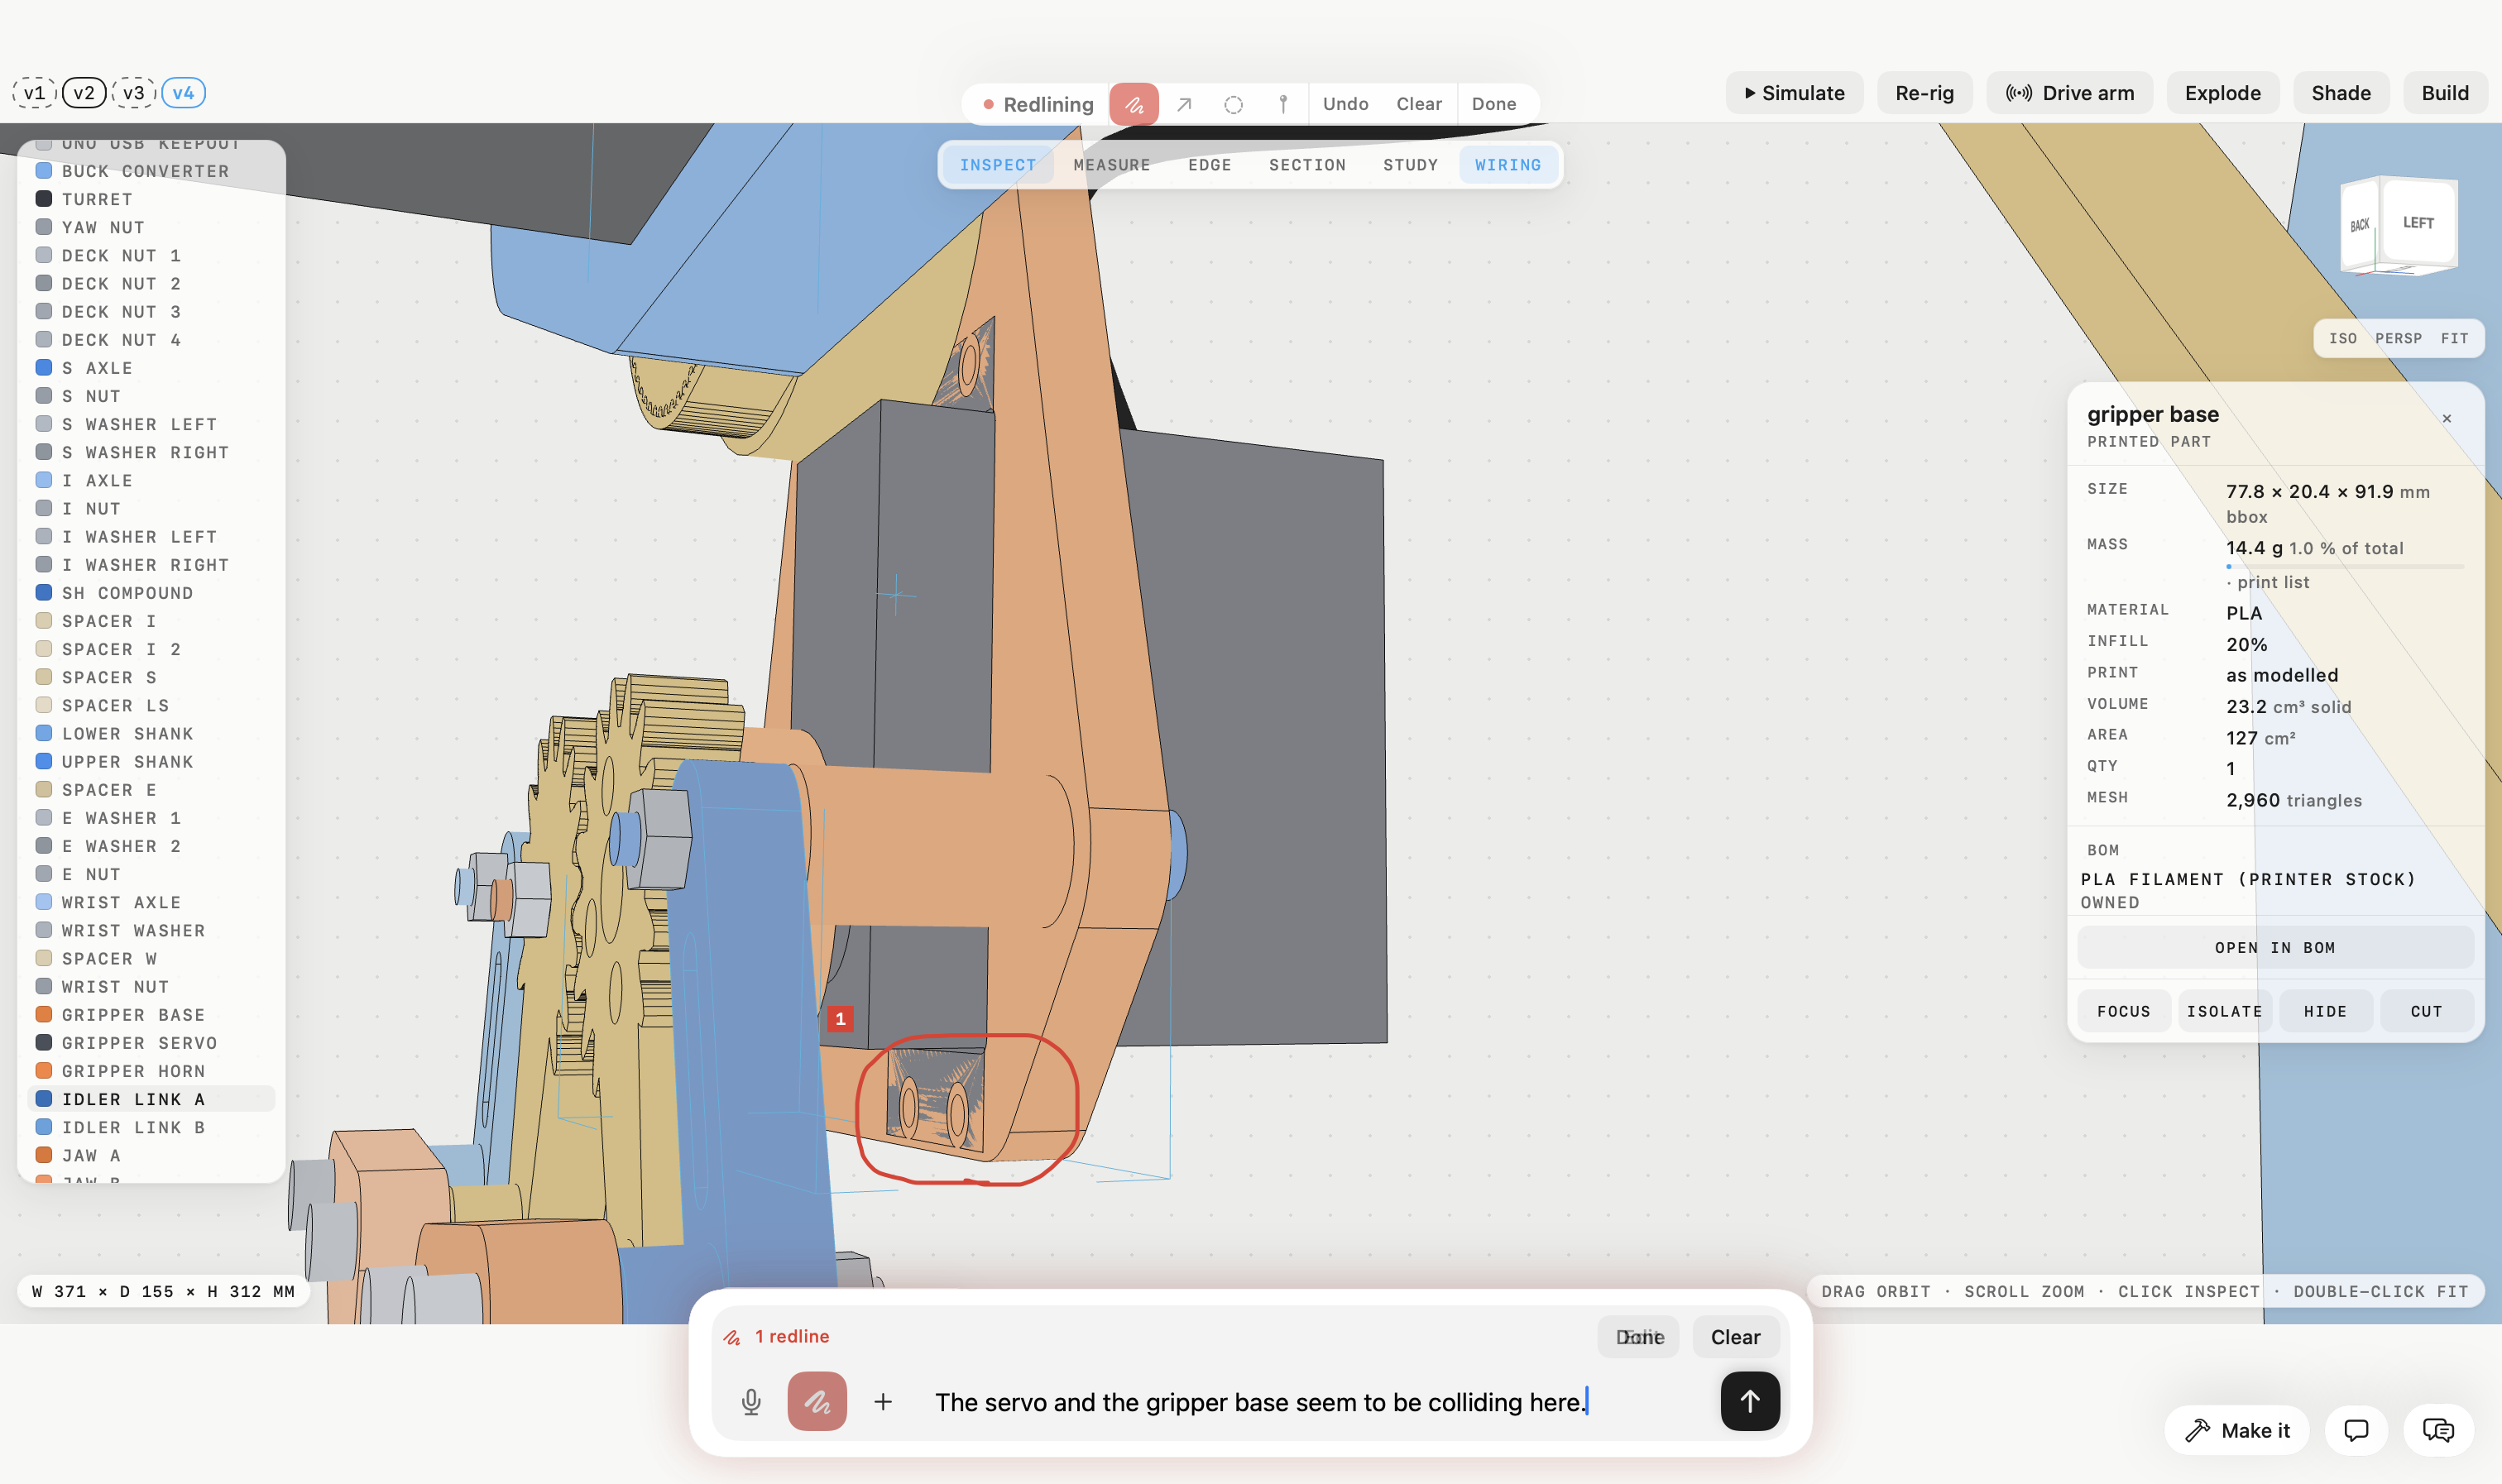 v1 v2 v3 v4
Redlining
Undo Clear Done
Simulate Re-rig Drive arm Explode Shade Build
INSPECT MEASURE EDGE SECTION STUDY WIRING
UNO USB KEEPOUT
BUCK CONVERTER
TURRET
YAW NUT
DECK NUT 1
DECK NUT 2
DECK NUT 3
DECK NUT 4
S AXLE
S NUT
S WASHER LEFT
S WASHER RIGHT
I AXLE
I NUT
I WASHER LEFT
I WASHER RIGHT
SH COMPOUND
SPACER I
SPACER I 2
SPACER S
SPACER LS
LOWER SHANK
UPPER SHANK
SPACER E
E WASHER 1
E WASHER 2
E NUT
WRIST AXLE
WRIST WASHER
SPACER W
WRIST NUT
GRIPPER BASE
GRIPPER SERVO
GRIPPER HORN
IDLER LINK A
IDLER LINK B
JAW A
JAW B
W 371 × D 155 × H 312 MM
1
BACK LEFT
ISO PERSP FIT
gripper base
×
PRINTED PART
SIZE 77.8 × 20.4 × 91.9 mm
bbox
MASS 14.4 g 1.0 % of total
· print list
MATERIAL PLA
INFILL 20%
PRINT as modelled
VOLUME 23.2 cm³ solid
AREA 127 cm²
QTY 1
MESH 2,960 triangles
BOM
PLA FILAMENT (PRINTER STOCK)
OWNED
OPEN IN BOM
FOCUS ISOLATE HIDE CUT
DRAG ORBIT · SCROLL ZOOM · CLICK INSPECT · DOUBLE-CLICK FIT
1 redline
Clear
The servo and the gripper base seem to be colliding here.
Make it